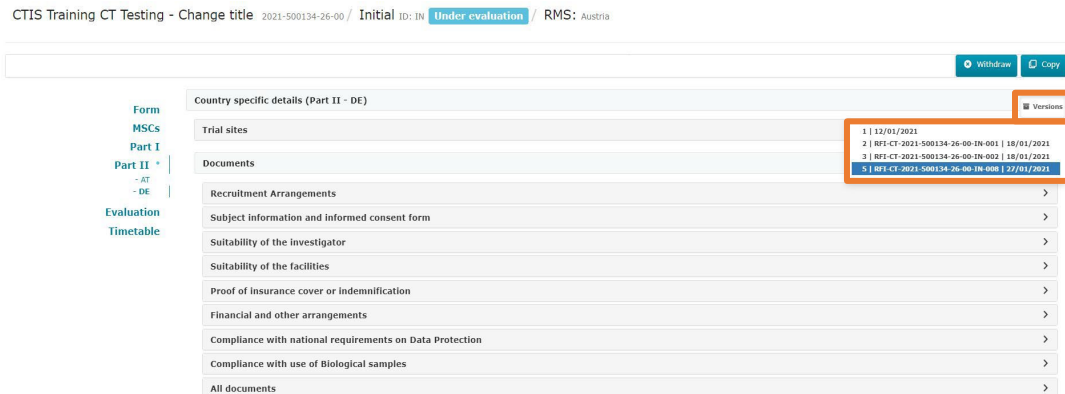 CTIS Training CT Testing - Change title 2021-500134-26-00 / Initial ID: IN Under evaluation / RMS: Austria
Withdraw Copy
Form
MSCs
Part I
Part II *
- AT
- DE
Evaluation
Timetable
Country specific details (Part II - DE)
Versions
Trial sites
1 | 12/01/2021
2 | RFI-CT-2021-500134-26-00-IN-001 | 18/01/2021
3 | RFI-CT-2021-500134-26-00-IN-002 | 18/01/2021
5 | RFI-CT-2021-500134-26-00-IN-008 | 27/01/2021
Documents
Recruitment Arrangements
Subject information and informed consent form
Suitability of the investigator
Suitability of the facilities
Proof of insurance cover or indemnification
Financial and other arrangements
Compliance with national requirements on Data Protection
Compliance with use of Biological samples
All documents